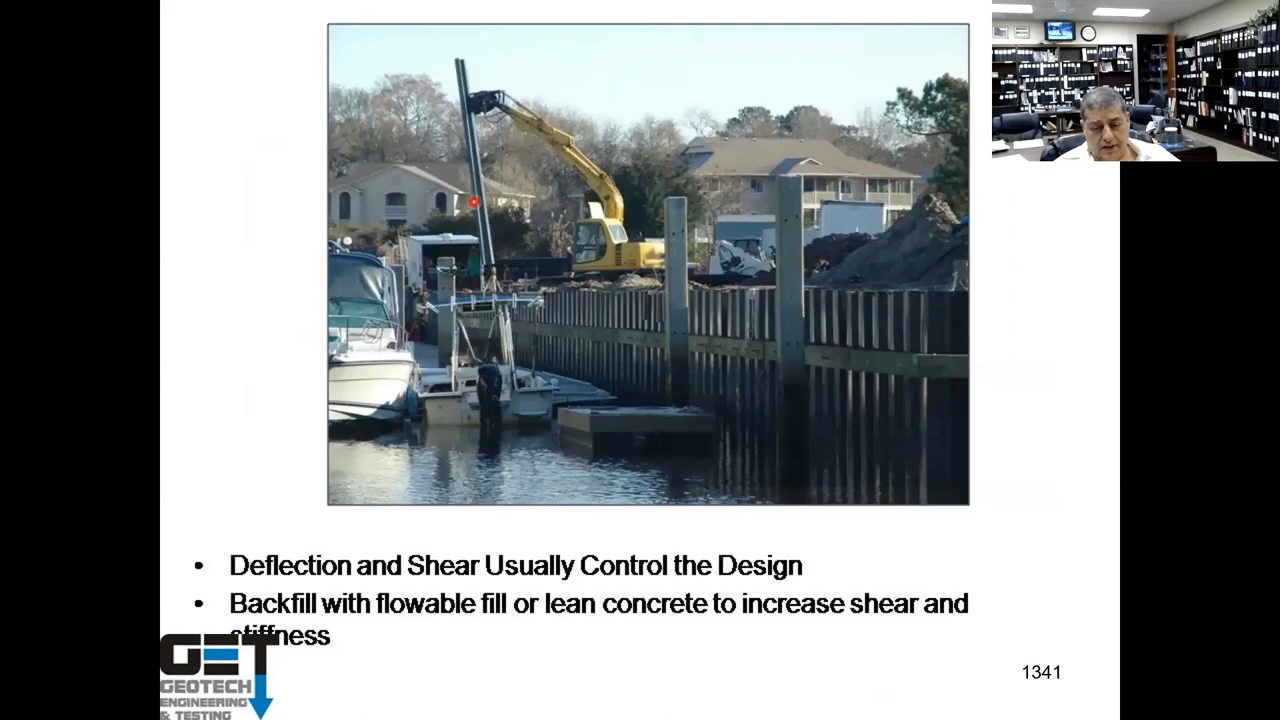 • Deflection and Shear Usually Control the Design
• Backfill with flowable fill or lean concrete to increase shear and
stiffness
GET
GEOTECH
ENGINEERING
& TESTING
1341